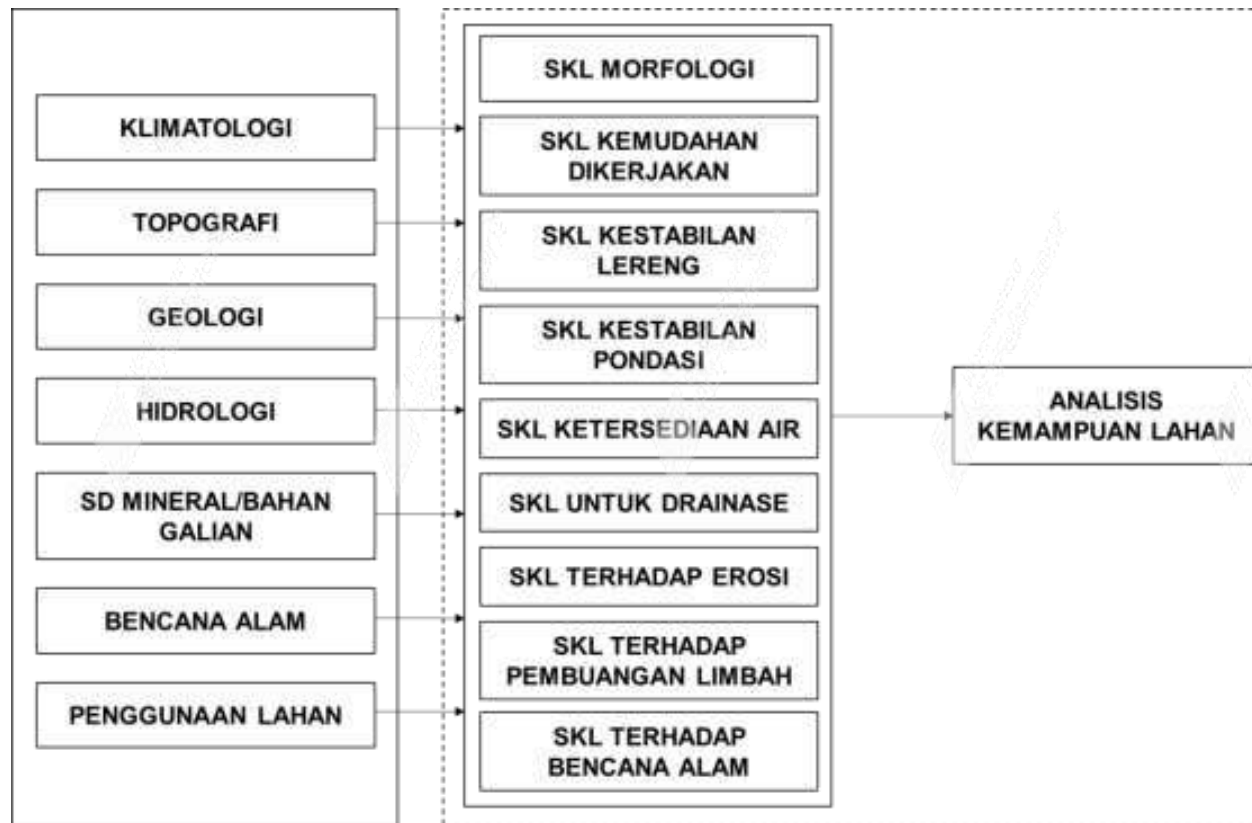 KLIMATOLOGI
TOPOGRAFI
GEOLOGI
HIDROLOGI
SD MINERAL/BAHAN
GALIAN
BENCANA ALAM
PENGGUNAAN LAHAN
SKL MORFOLOGI
SKL KEMUDAHAN
DIKERJAKAN
SKL KESTABILAN
LERENG
SKL KESTABILAN
PONDASI
SKL KETERSEDIAAN AIR
SKL UNTUK DRAINASE
SKL TERHADAP EROSI
SKL TERHADAP
PEMBUANGAN LIMBAH
SKL TERHADAP
BENCANA ALAM
ANALISIS
KEMAMPUAN LAHAN